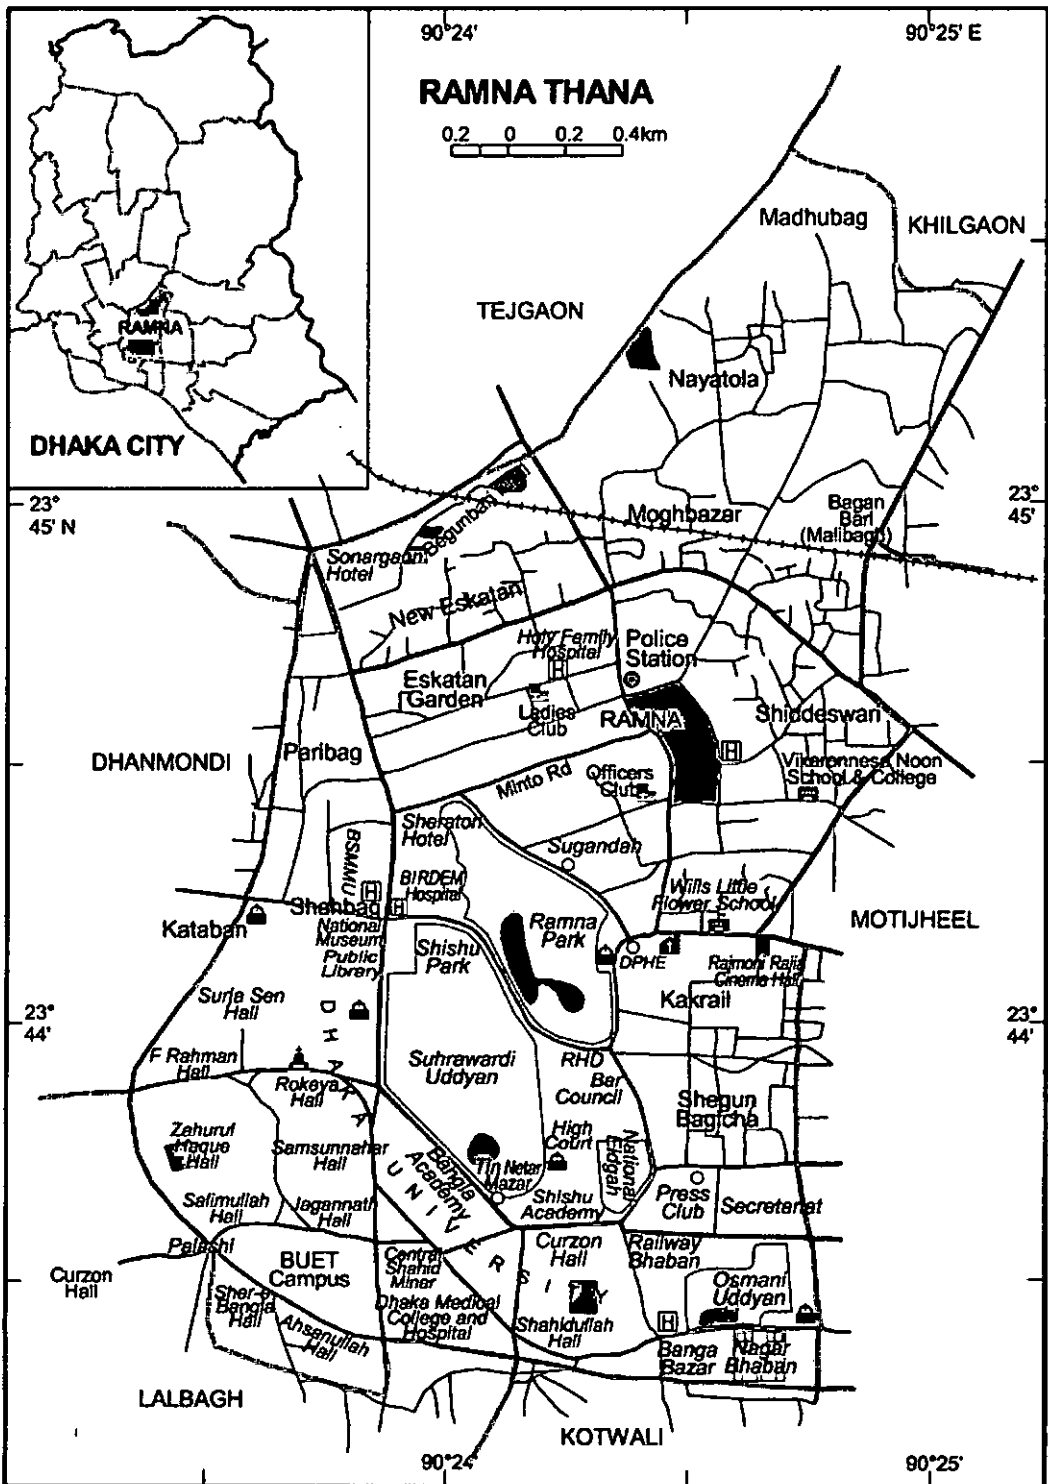 90°24'
90°25' E
RAMNA THANA
0.2 0 0.2 0.4km
Madhubag
KHILGAON
TEJGAON
RAMNA
Nayatola
DHAKA CITY
23°
45' N
23°
45'
Begunbari
Moghbazar
Bagan
Bari
(Malibagh)
Sonargaon
Hotel
New Eskatan
Holy Family
Hospital
H
Police
Station
Eskatan
Garden
Ladies
Club
RAMNA
Shiddeswari
H
DHANMONDI
Paribag
Minto Rd
Officers
Club
Viqaronnesa Noon
School & College
Sheraton
Hotel
BSMMU
Sugandah
H
BIRDEM
Hospital
Wills Little
Flower School
Shahbag
H
Kataban
National
Museum
Public
Library
Shishu
Park
Ramna
Park
DPHE
Rajmoni Rajia
Cinema Hall
MOTIJHEEL
Kakrail
Surja Sen
Hall
23°
44'
23°
44'
DHAKA
UNIVERSITY
F Rahman
Hall
Rokeya
Hall
Suhrawardi
Uddyan
RHD
Bar
Council
Shegun
Bagicha
Zahuruf
Haque
Hall
Samsunnahar
Hall
Bangla
Academy
Tin Netar
Mazar
High
Court
National
Eidgah
Salimullah
Hall
Jagannath
Hall
Shishu
Academy
Press
Club
Secretariat
Palashi
BUET
Campus
Central
Shahid
Minar
Curzon
Hall
Railway
Bhaban
Curzon
Hall
Sher-e
Bangla
Hall
Ahsanullah
Hall
Dhaka Medical
College and
Hospital
Shahidullah
Hall
Osmani
Uddyan
H
Banga
Bazar
Nagar
Bhaban
LALBAGH
KOTWALI
90°24'
90°25'